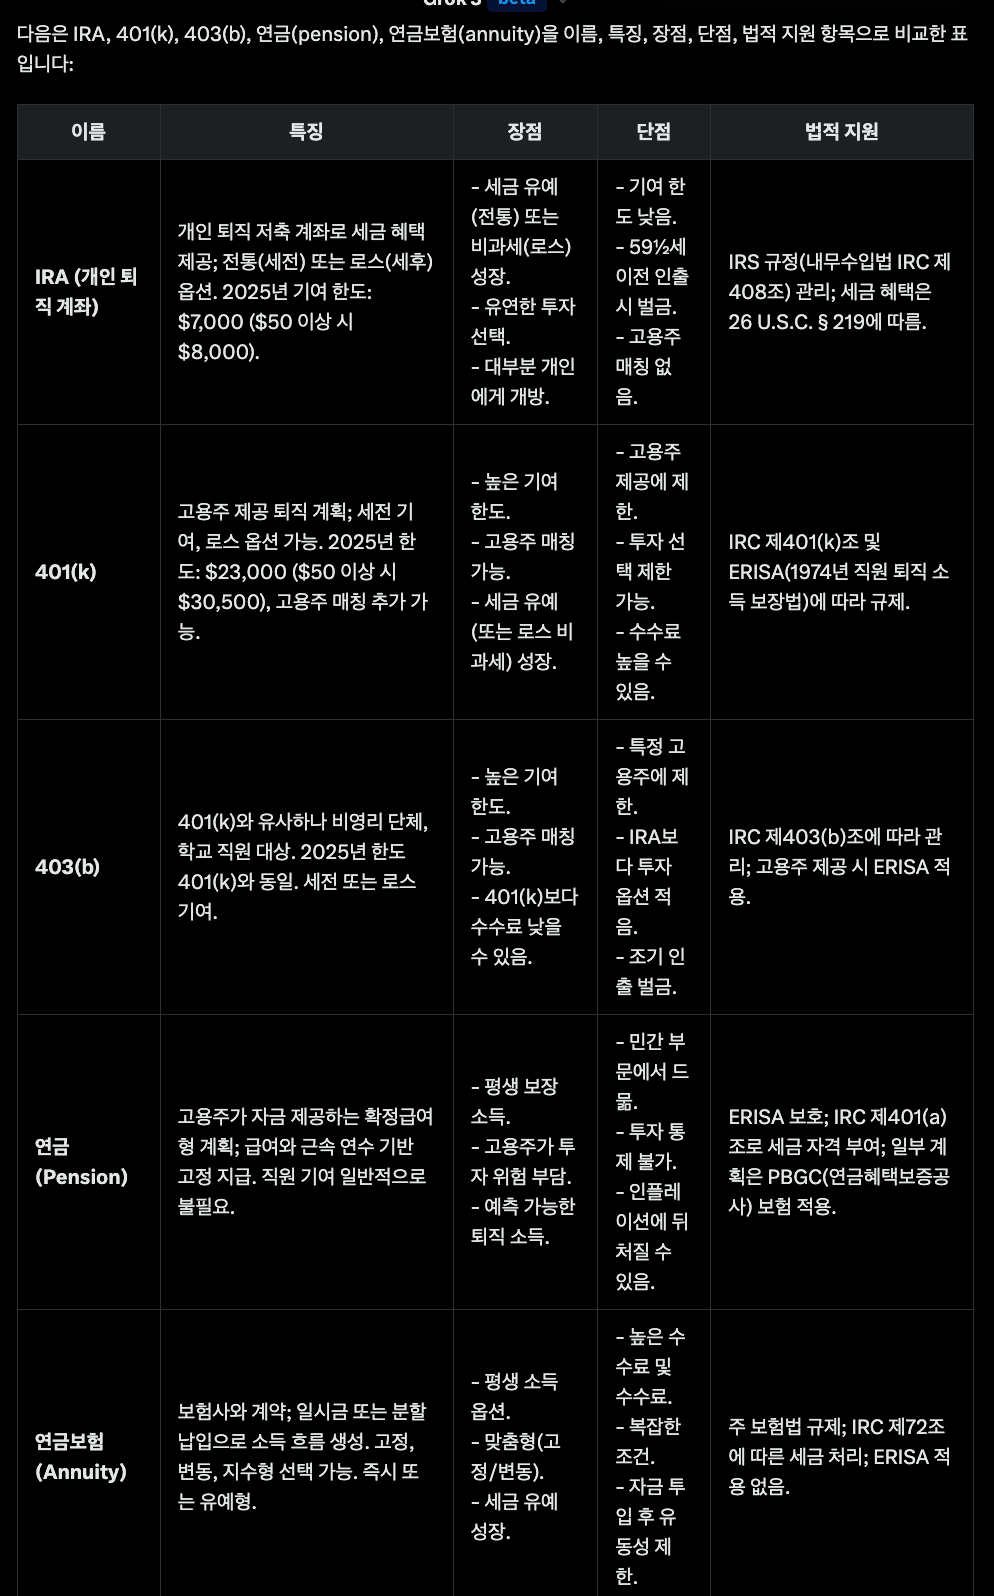 Grok 3 beta
다음은 IRA, 401(k), 403(b), 연금(pension), 연금보험(annuity)을 이름, 특징, 장점, 단점, 법적 지원 항목으로 비교한 표
입니다:
이름
특징
장점
단점
법적 지원
IRA (개인 퇴
직 계좌)
개인 퇴직 저축 계좌로 세금 혜택
제공; 전통(세전) 또는 로스(세후)
옵션. 2025년 기여 한도:
$7,000 ($50 이상 시
$8,000).
- 세금 유예
(전통) 또는
비과세(로스)
성장.
- 유연한 투자
선택.
- 대부분 개인
에게 개방.
- 기여 한
도 낮음.
- 59½세
이전 인출
시 벌금.
- 고용주
매칭 없
음.
IRS 규정(내무수입법 IRC 제
408조) 관리; 세금 혜택은
26 U.S.C. § 219에 따름.
401(k)
고용주 제공 퇴직 계획; 세전 기
여, 로스 옵션 가능. 2025년 한
도: $23,000 ($50 이상 시
$30,500), 고용주 매칭 추가 가
능.
- 높은 기여
한도.
- 고용주 매칭
가능.
- 세금 유예
(또는 로스 비
과세) 성장.
- 고용주
제공에 제
한.
- 투자 선
택 제한
가능.
- 수수료
높을 수
있음.
IRC 제401(k)조 및
ERISA(1974년 직원 퇴직 소
득 보장법)에 따라 규제.
403(b)
401(k)와 유사하나 비영리 단체,
학교 직원 대상. 2025년 한도
401(k)와 동일. 세전 또는 로스
기여.
- 높은 기여
한도.
- 고용주 매칭
가능.
- 401(k)보다
수수료 낮을
수 있음.
- 특정 고
용주에 제
한.
- IRA보
다 투자
옵션 적
음.
- 조기 인
출 벌금.
IRC 제403(b)조에 따라 관
리; 고용주 제공 시 ERISA 적
용.
연금
(Pension)
고용주가 자금 제공하는 확정급여
형 계획; 급여와 근속 연수 기반
고정 지급. 직원 기여 일반적으로
불필요.
- 평생 보장
소득.
- 고용주가 투
자 위험 부담.
- 예측 가능한
퇴직 소득.
- 민간 부
문에서 드
묾.
- 투자 통
제 불가.
- 인플레
이션에 뒤
처질 수
있음.
ERISA 보호; IRC 제401(a)
조로 세금 자격 부여; 일부 계
획은 PBGC(연금혜택보증공
사) 보험 적용.
연금보험
(Annuity)
보험사와 계약; 일시금 또는 분할
납입으로 소득 흐름 생성. 고정,
변동, 지수형 선택 가능. 즉시 또
는 유예형.
- 평생 소득
옵션.
- 맞춤형(고
정/변동).
- 세금 유예
성장.
- 높은 수
수료 및
수수료.
- 복잡한
조건.
- 자금 투
입 후 유
동성 제
한.
주 보험법 규제; IRC 제72조
에 따른 세금 처리; ERISA 적
용 없음.